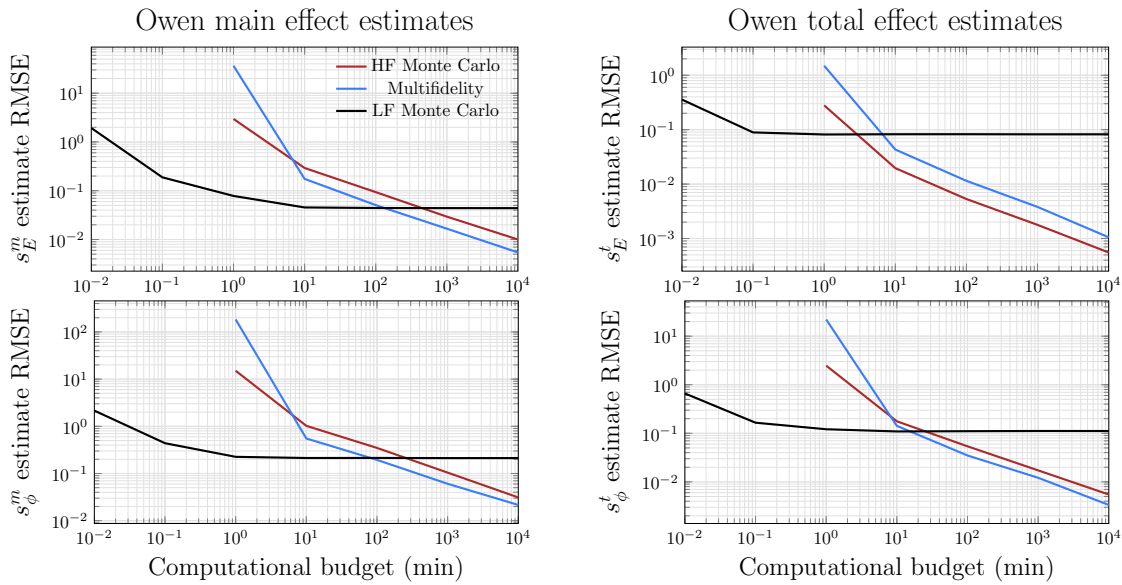 Owen main effect estimates
Owen total effect estimates
s_E^m estimate RMSE
10^1
10^0
10^−1
10^−2
HF Monte Carlo
Multifidelity
LF Monte Carlo
10^−2 10^−1 10^0 10^1 10^2 10^3 10^4
s_E^t estimate RMSE
10^0
10^−1
10^−2
10^−3
10^−2 10^−1 10^0 10^1 10^2 10^3 10^4
s_ϕ^m estimate RMSE
10^2
10^1
10^0
10^−1
10^−2
10^−2 10^−1 10^0 10^1 10^2 10^3 10^4
Computational budget (min)
s_ϕ^t estimate RMSE
10^1
10^0
10^−1
10^−2
10^−2 10^−1 10^0 10^1 10^2 10^3 10^4
Computational budget (min)